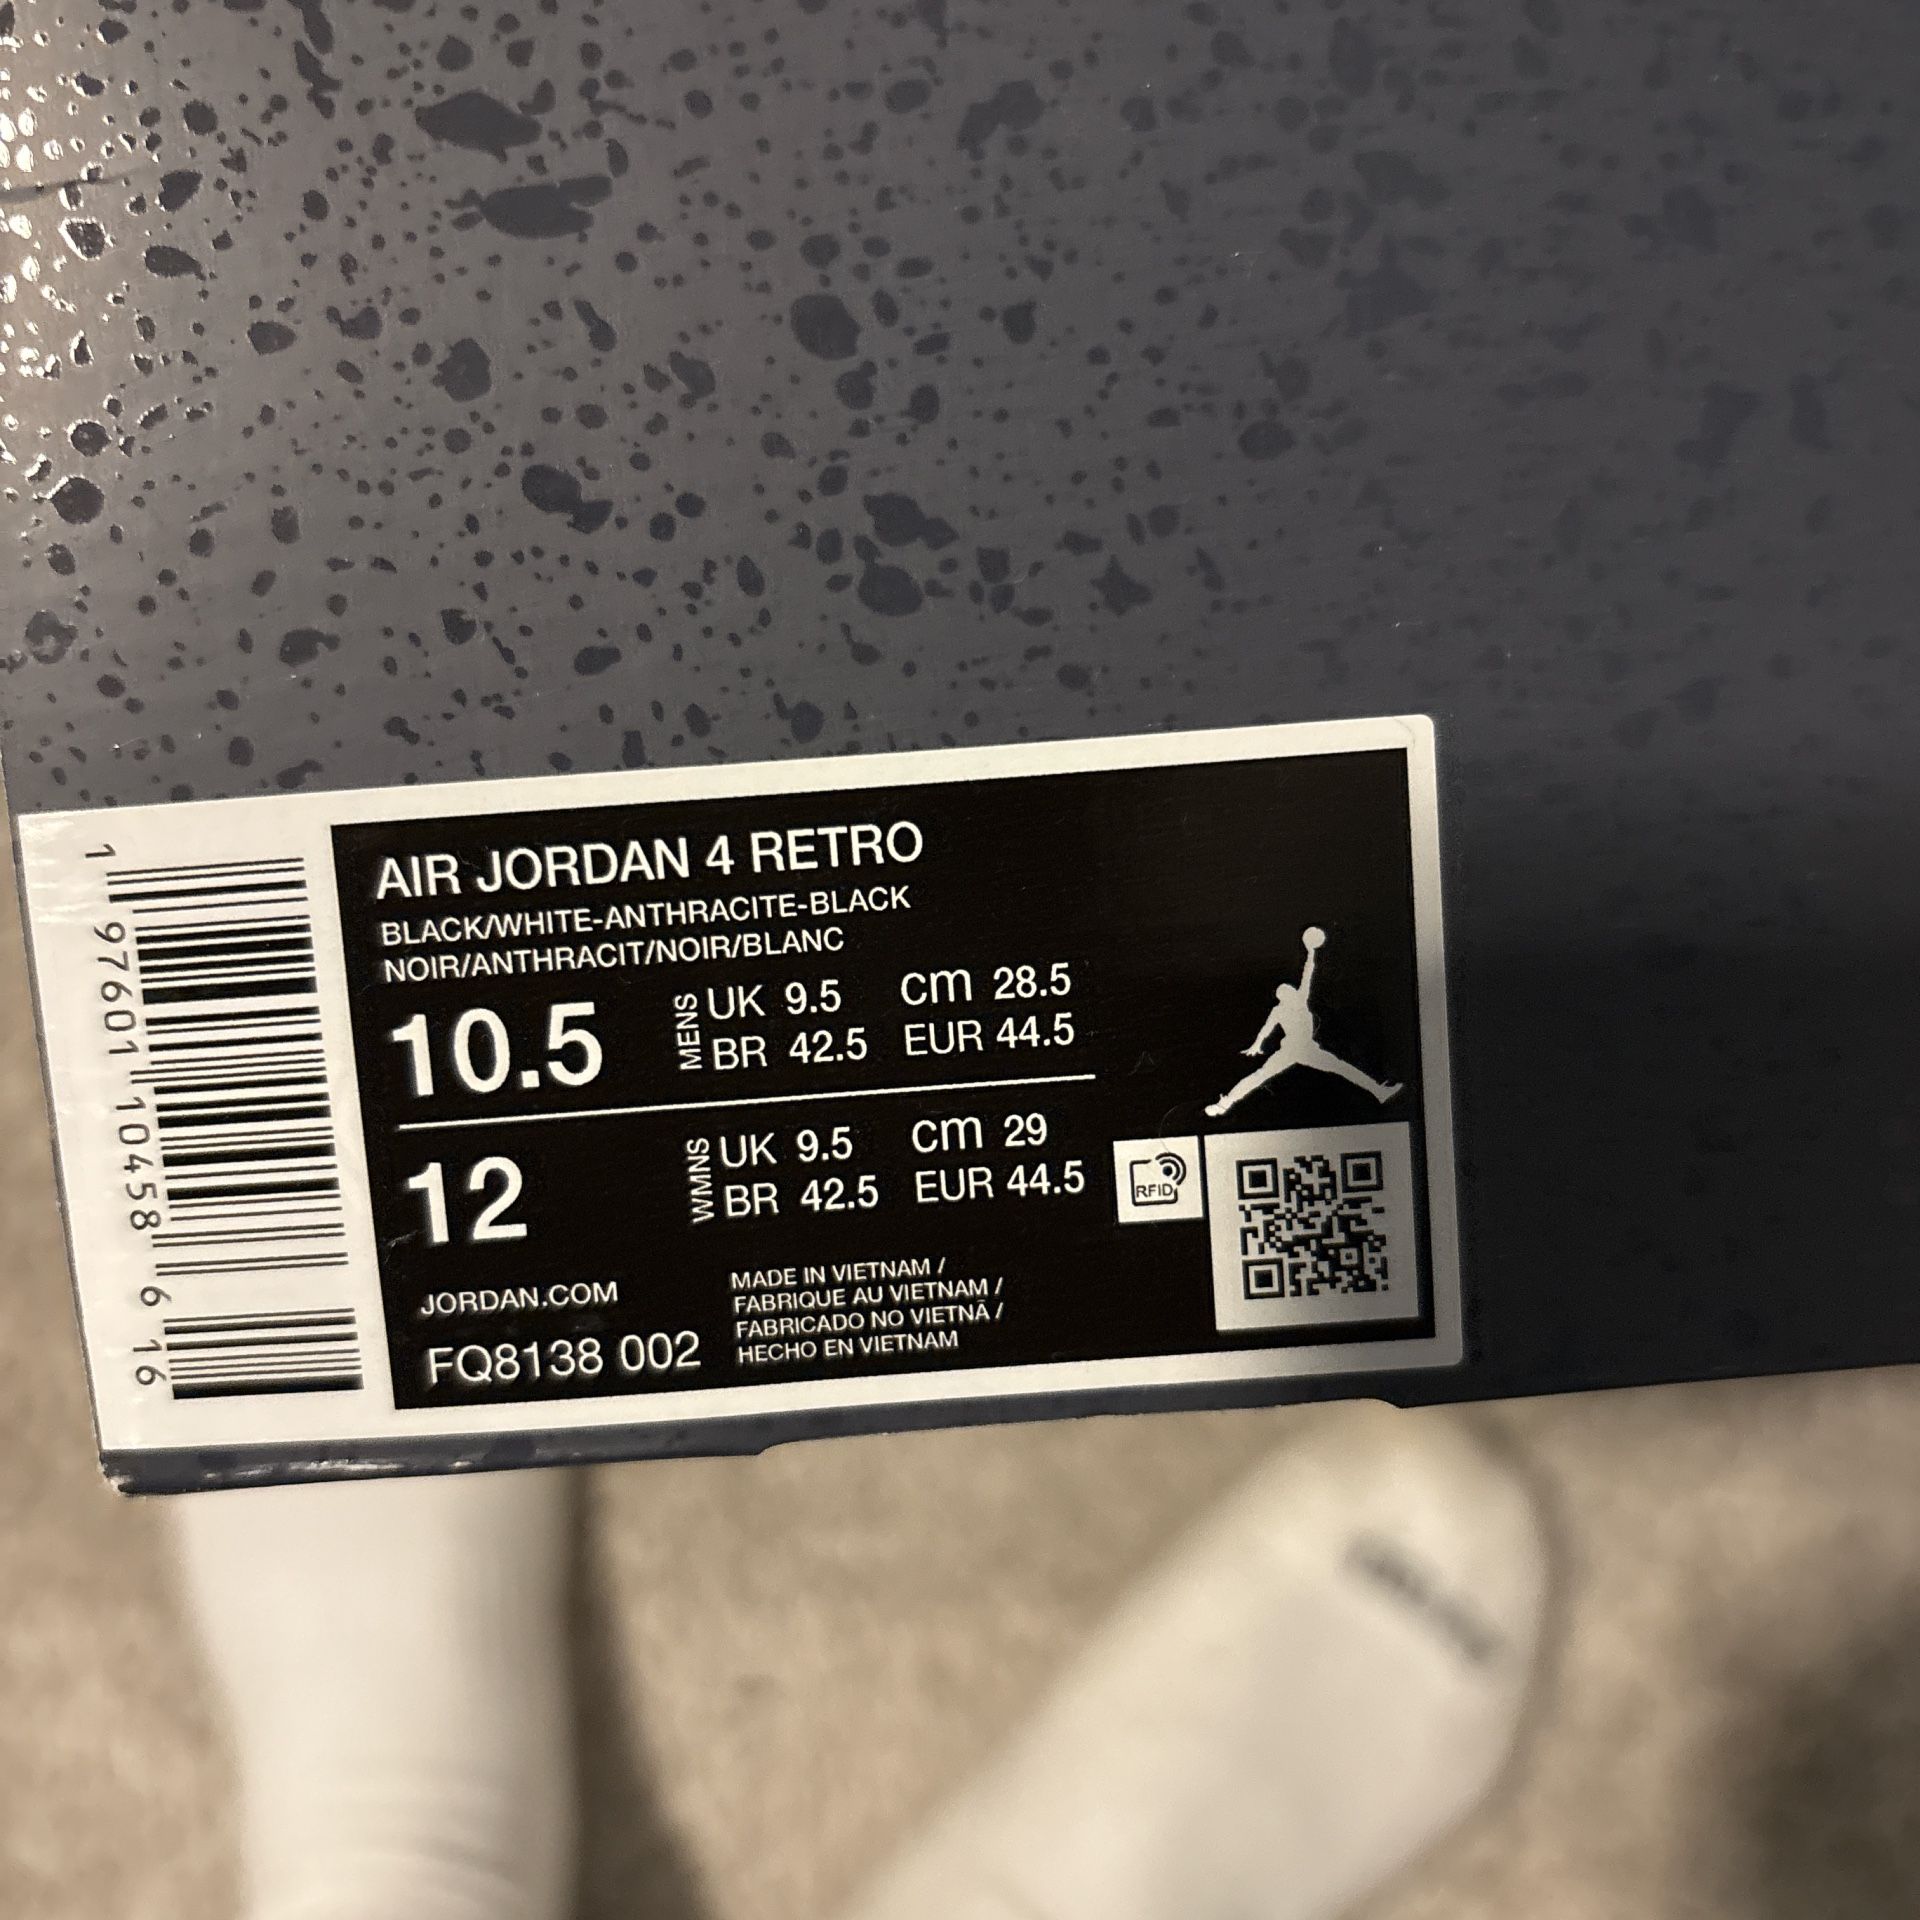 AIR JORDAN 4 RETRO
BLACK/WHITE-ANTHRACITE-BLACK
NOIR/ANTHRACIT/NOIR/BLANC
10.5 MENS UK 9.5 cm 28.5
BR 42.5 EUR 44.5
12 WMNS UK 9.5 cm 29
BR 42.5 EUR 44.5
RFID
JORDAN.COM
FQ8138 002
MADE IN VIETNAM /
FABRIQUE AU VIETNAM /
FABRICADO NO VIETNÃ /
HECHO EN VIETNAM
1 97601 10458 6 16